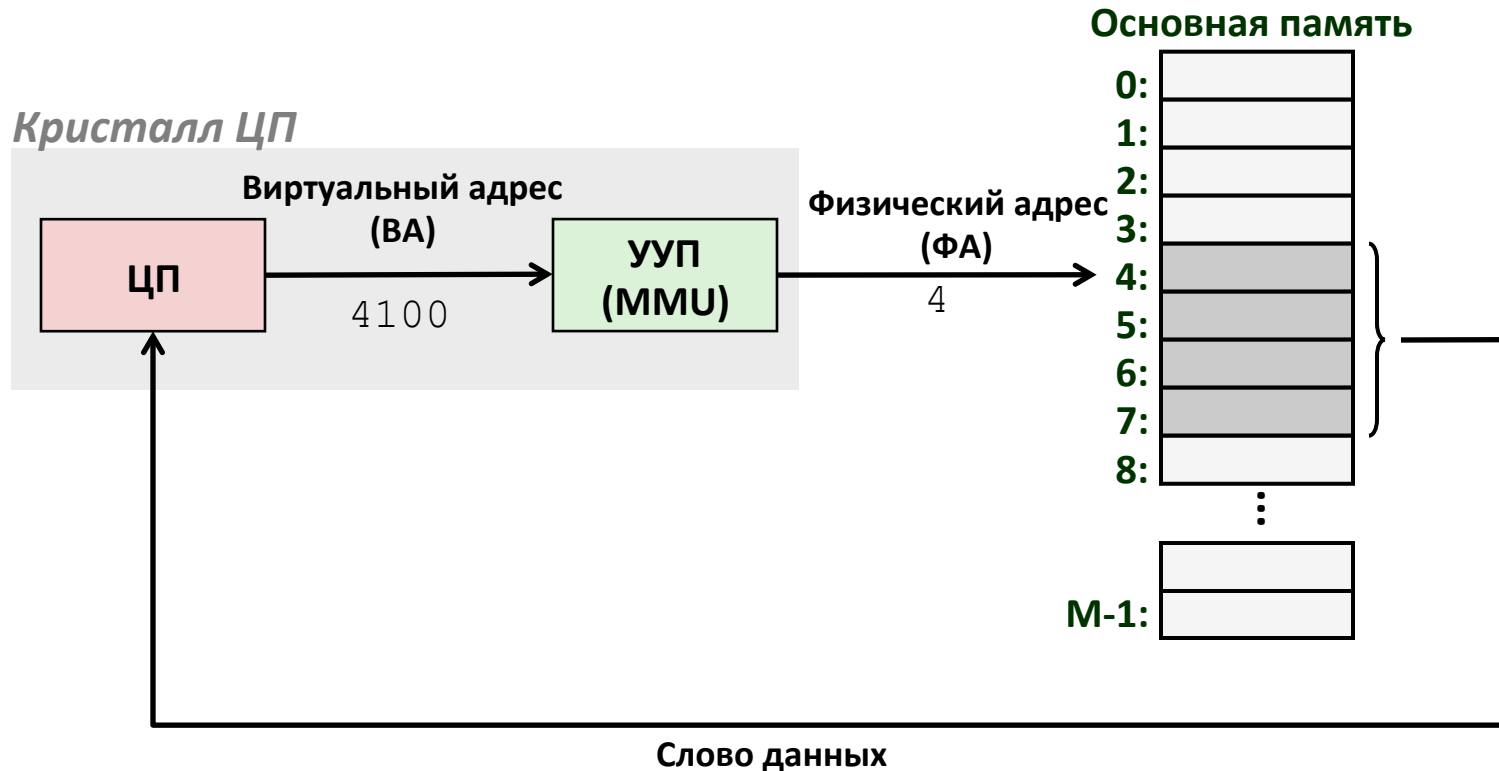 Основная память
Кристалл ЦП
Виртуальный адрес
(ВА)
Физический адрес
(ФА)
ЦП
УУП
(MMU)
4100
4
0:
1:
2:
3:
4:
5:
6:
7:
8:
⋮
M-1:
Слово данных